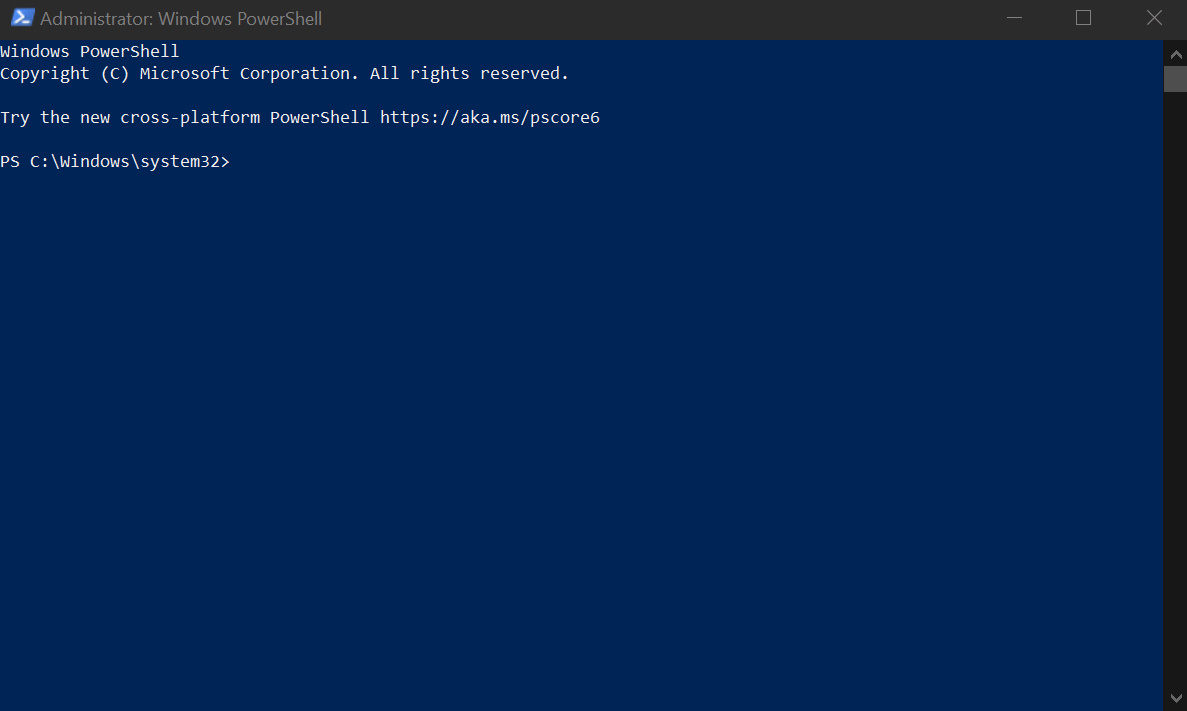 Administrator: Windows PowerShell
Windows PowerShell
Copyright (C) Microsoft Corporation. All rights reserved.
Try the new cross-platform PowerShell https://aka.ms/pscore6
PS C:\Windows\system32>